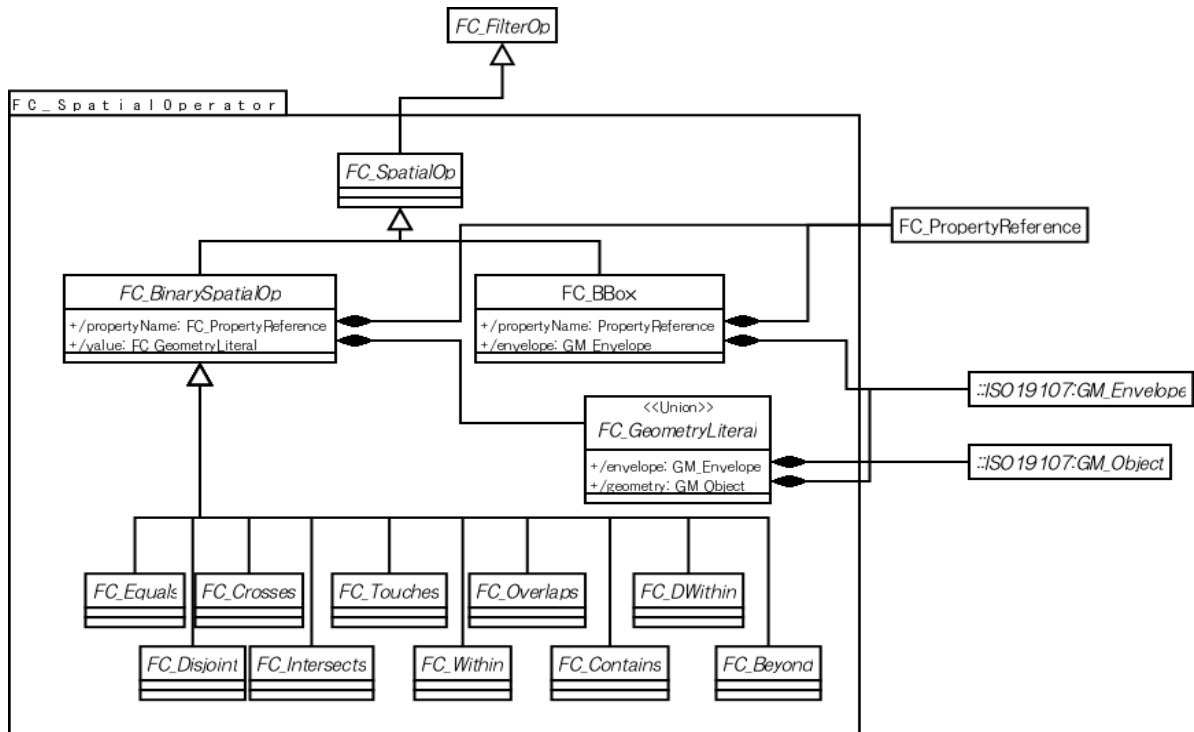 FC_FilterOp
FC_SpatialOperator
FC_SpatialOp
FC_PropertyReference
FC_BinarySpatialOp
+/propertyName: FC_PropertyReference
+/value: FC_GeometryLiteral
FC_BBox
+/propertyName: PropertyReference
+/envelope: GM_Envelope
::ISO19107:GM_Envelope
<<Union>>
FC_GeometryLiteral
+/envelope: GM_Envelope
+/geometry: GM_Object
::ISO19107:GM_Object
FC_Equals
FC_Crosses
FC_Touches
FC_Overlaps
FC_DWithin
FC_Disjoint
FC_Intersects
FC_Within
FC_Contains
FC_Beyond